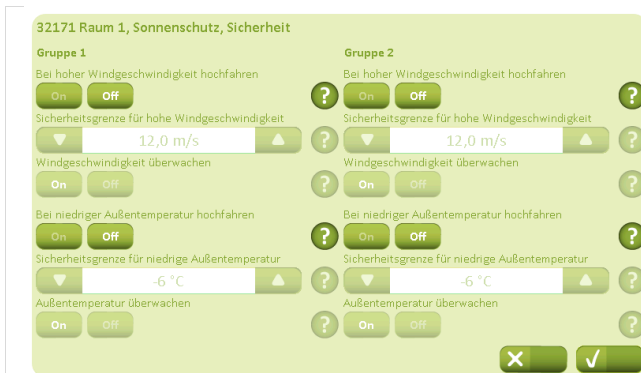 32171 Raum 1, Sonnenschutz, Sicherheit
Gruppe 1
Bei hoher Windgeschwindigkeit hochfahren
On Off ?
Sicherheitsgrenze für hohe Windgeschwindigkeit
12,0 m/s ?
Windgeschwindigkeit überwachen
On Off ?
Bei niedriger Außentemperatur hochfahren
On Off ?
Sicherheitsgrenze für niedrige Außentemperatur
-6 °C ?
Außentemperatur überwachen
On Off ?
Gruppe 2
Bei hoher Windgeschwindigkeit hochfahren
On Off ?
Sicherheitsgrenze für hohe Windgeschwindigkeit
12,0 m/s ?
Windgeschwindigkeit überwachen
On Off ?
Bei niedriger Außentemperatur hochfahren
On Off ?
Sicherheitsgrenze für niedrige Außentemperatur
-6 °C ?
Außentemperatur überwachen
On Off ?